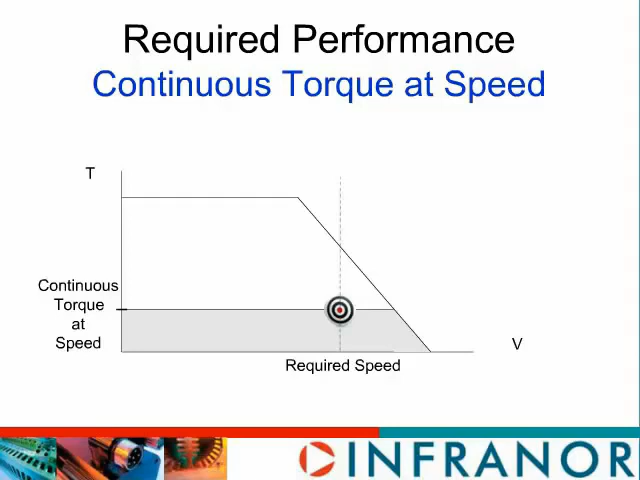 Required Performance
Continuous Torque at Speed
T
Continuous
Torque
at
Speed
V
Required Speed
INFRANOR